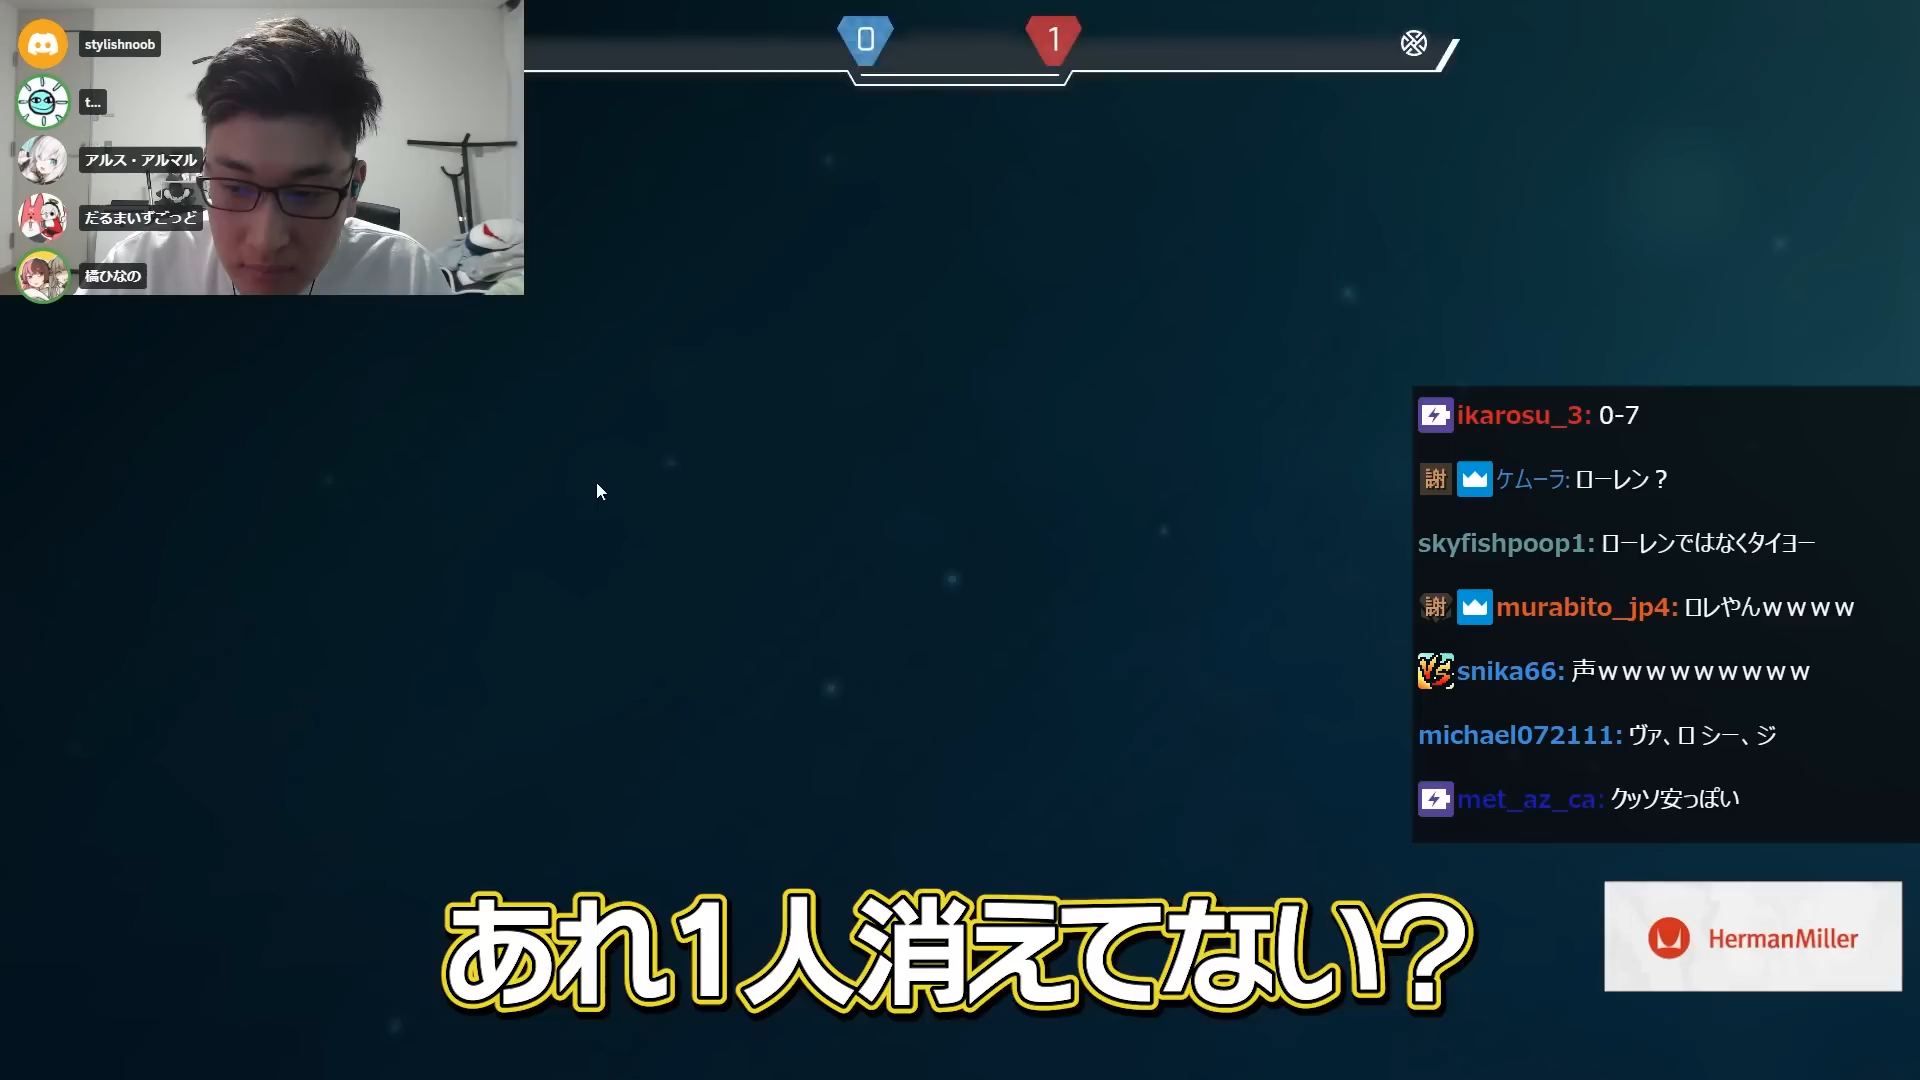 stylishnoob
t...
アルス・アルマル
だるまいずごっど
橘ひなの
0
1
ikarosu_3: 0-7
謝 ケムーラ: ローレン？
skyfishpoop1: ローレンではなくタイヨー
謝 murabito_jp4: ロレやんｗｗｗｗ
VS snika66: 声ｗｗｗｗｗｗｗｗｗ
michael072111: ヴァ、ロ シー、ジ
met_az_ca: クッソ安っぽい
HermanMiller
あれ1人消えてない?